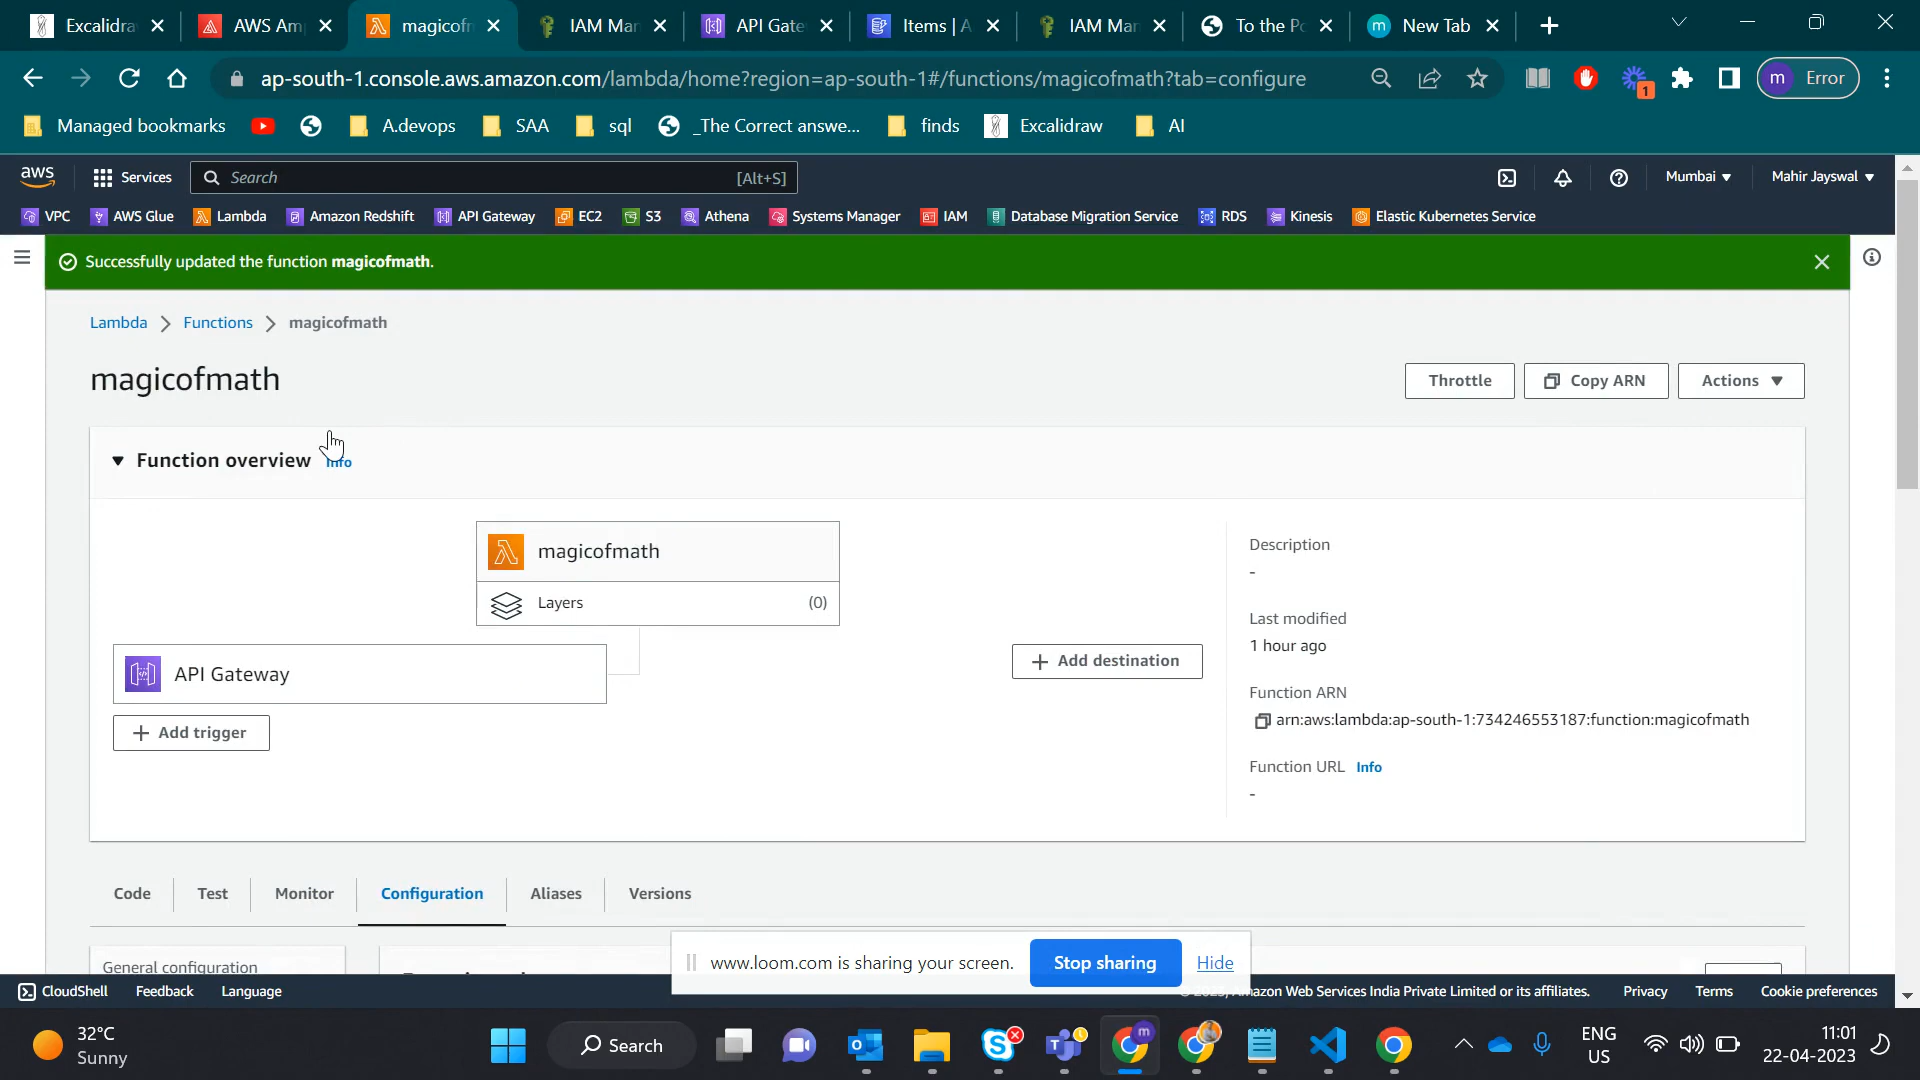 Excalidra
AWS Am
magicofm
IAM Man
API Gate
Items | A
IAM Man
To the Po
New Tab
ap-south-1.console.aws.amazon.com/lambda/home?region=ap-south-1#/functions/magicofmath?tab=configure
1
m
Error
Managed bookmarks
A.devops
SAA
sql
_The Correct answe...
finds
Excalidraw
AI
aws
Services
Search
[Alt+S]
Mumbai
Mahir Jayswal
VPC
AWS Glue
Lambda
Amazon Redshift
API Gateway
EC2
S3
Athena
Systems Manager
IAM
Database Migration Service
RDS
Kinesis
Elastic Kubernetes Service
Successfully updated the function magicofmath.
Lambda
Functions
magicofmath
magicofmath
Throttle
Copy ARN
Actions
Function overview
Info
magicofmath
Layers
(0)
API Gateway
Add trigger
Add destination
Description
-
Last modified
1 hour ago
Function ARN
arn:aws:lambda:ap-south-1:734246553187:function:magicofmath
Function URL Info
-
Code
Test
Monitor
Configuration
Aliases
Versions
General configuration
www.loom.com is sharing your screen.
Stop sharing
Hide
CloudShell
Feedback
Language
© 2023, Amazon Web Services India Private Limited or its affiliates.
Privacy
Terms
Cookie preferences
32°C
Sunny
Search
ENG
US
11:01
22-04-2023